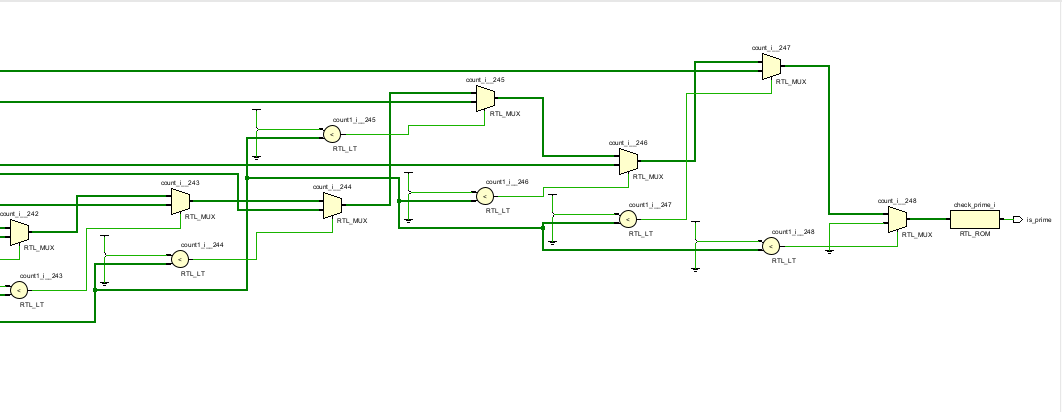 count_i__247
RTL_MUX
count_i__245
RTL_MUX
count1_i__245
<
RTL_LT
count_i__246
RTL_MUX
count_i__243
RTL_MUX
count_i__244
RTL_MUX
count1_i__246
<
RTL_LT
count1_i__247
<
RTL_LT
count_i__248
RTL_MUX
check_prime_i
RTL_ROM
is_prime
count_i__242
RTL_MUX
count1_i__244
<
RTL_LT
count1_i__248
<
RTL_LT
count1_i__243
<
RTL_LT